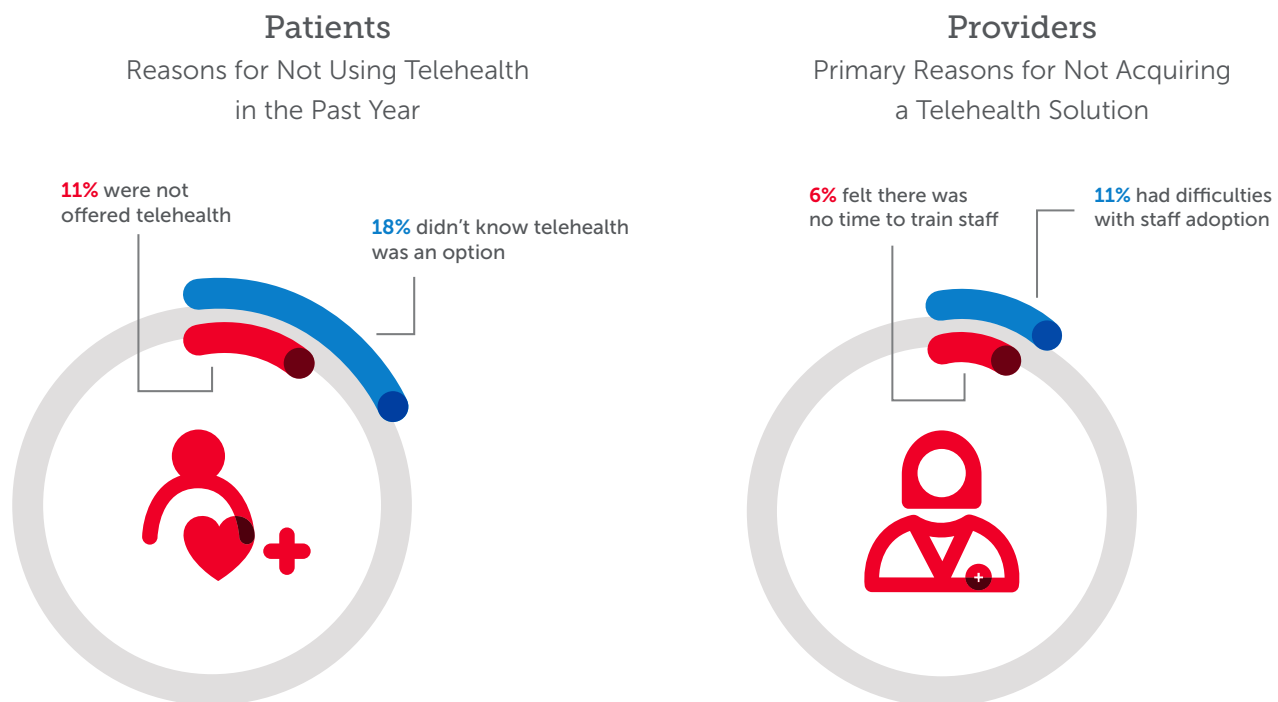 Patients
Reasons for Not Using Telehealth
in the Past Year
11% were not
offered telehealth
18% didn’t know telehealth
was an option
Providers
Primary Reasons for Not Acquiring
a Telehealth Solution
6% felt there was
no time to train staff
11% had difficulties
with staff adoption